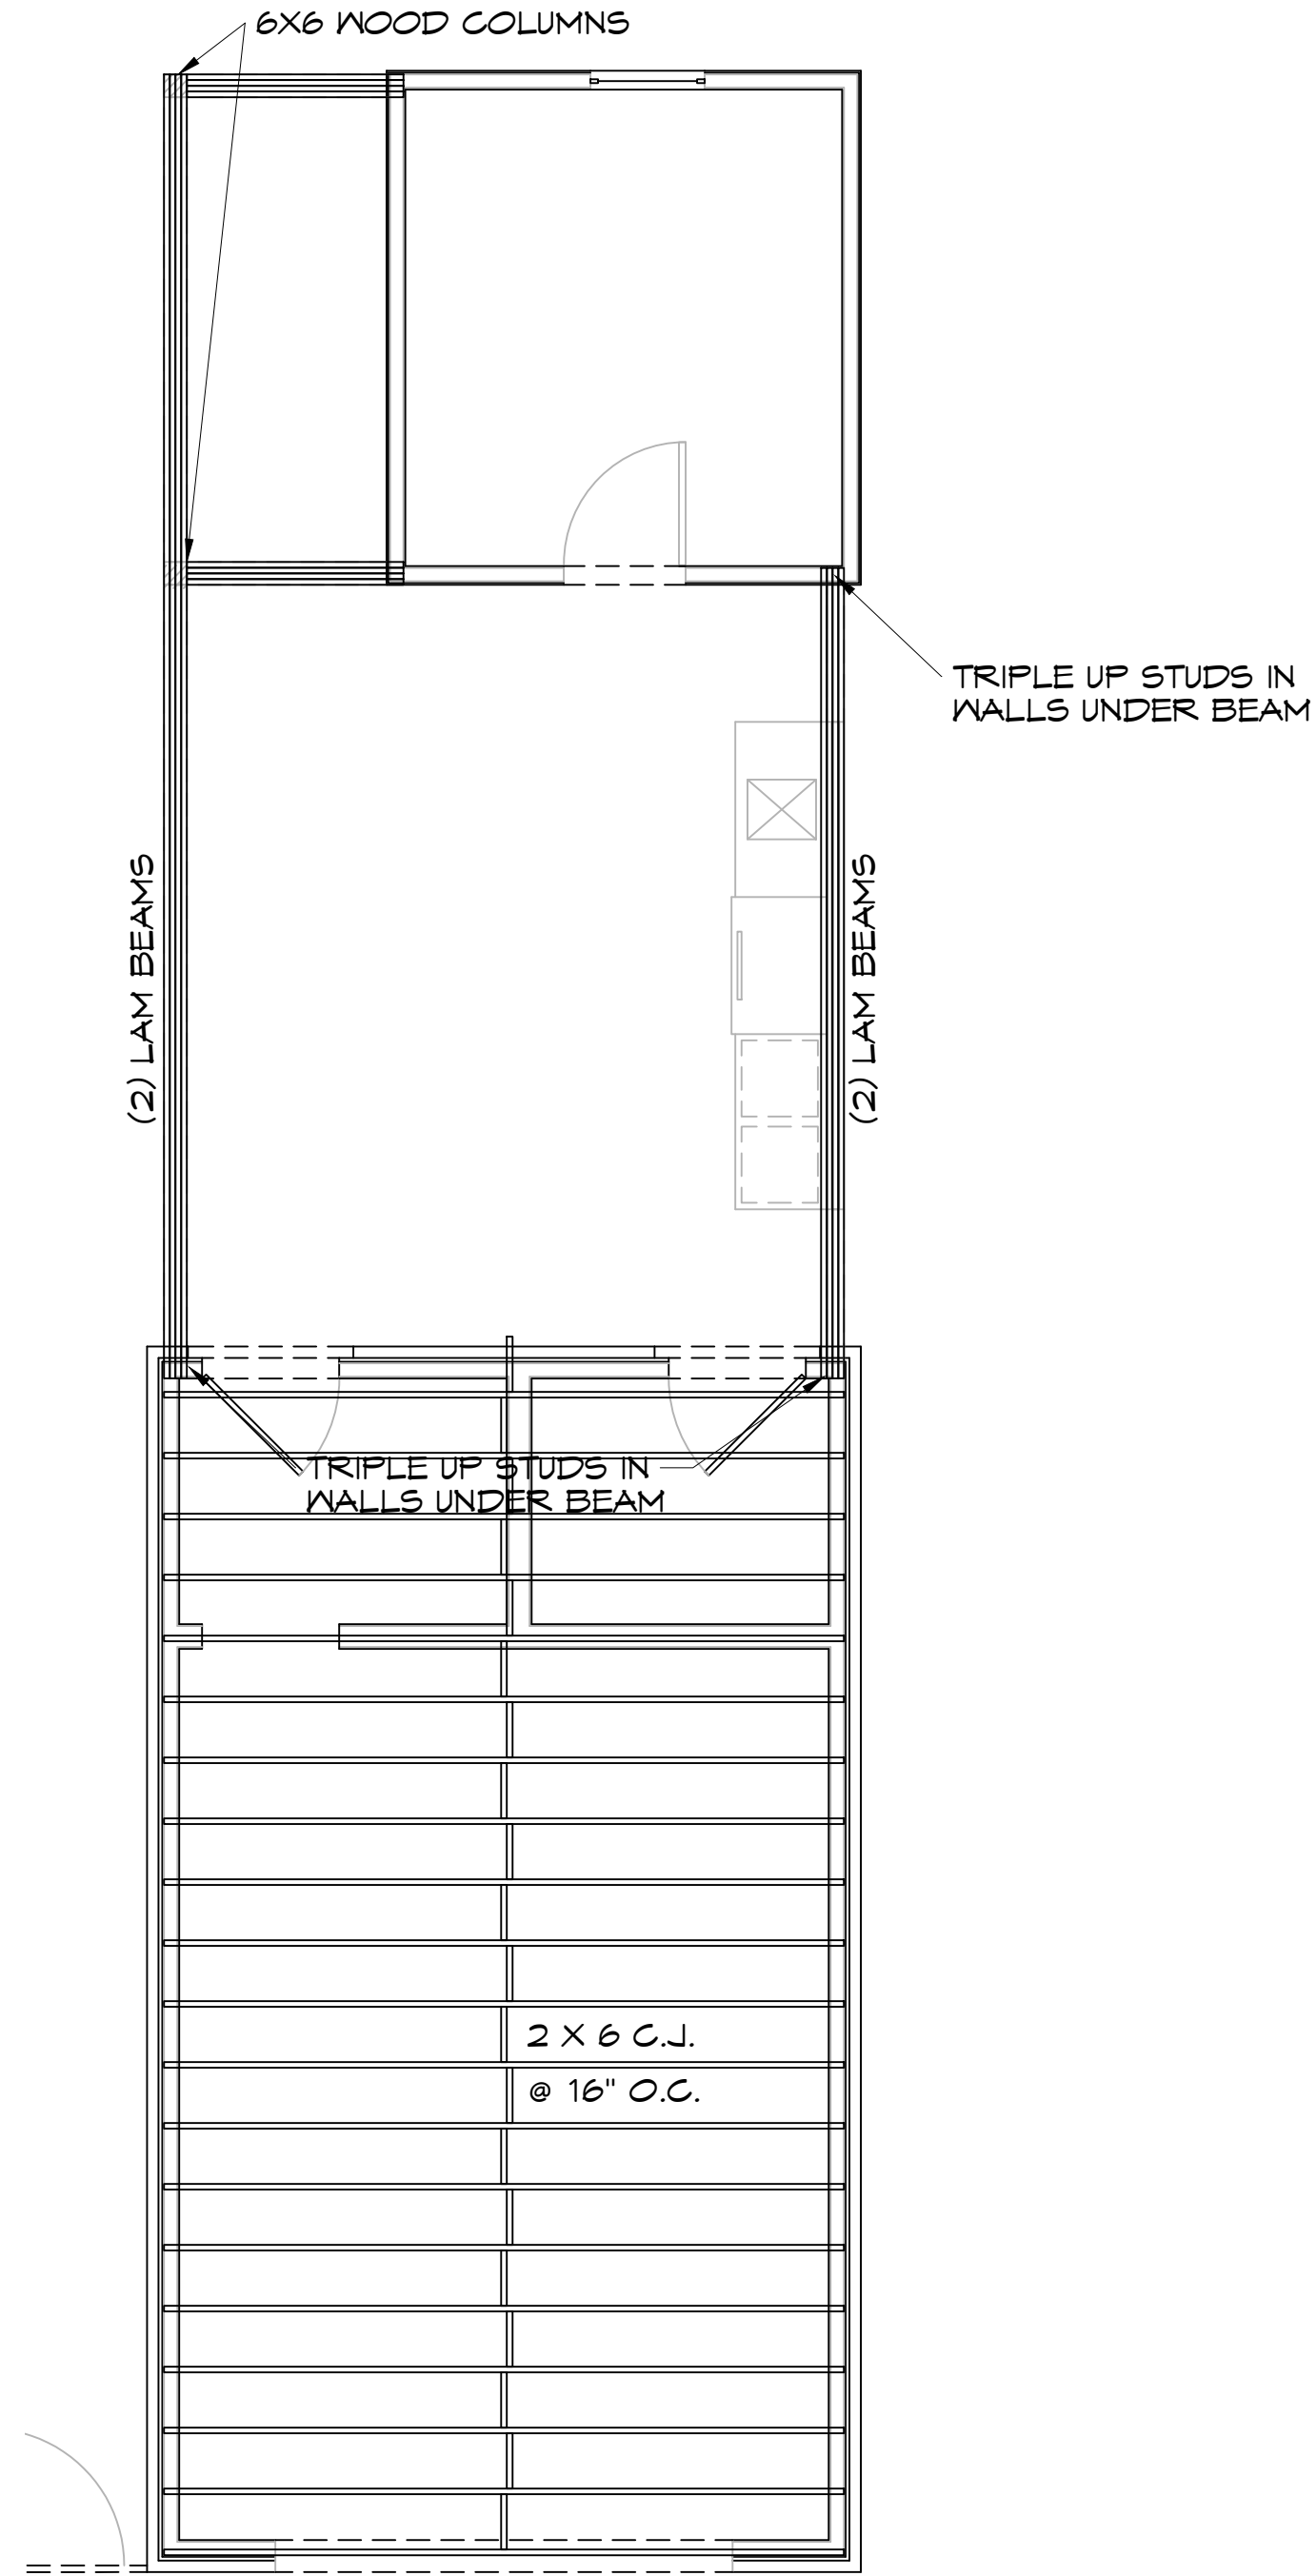 6X6 WOOD COLUMNS
TRIPLE UP STUDS IN
WALLS UNDER BEAM
(2) LAM BEAMS
(2) LAM BEAMS
TRIPLE UP STUDS IN
WALLS UNDER BEAM
2 X 6 C.J.
@ 16" O.C.